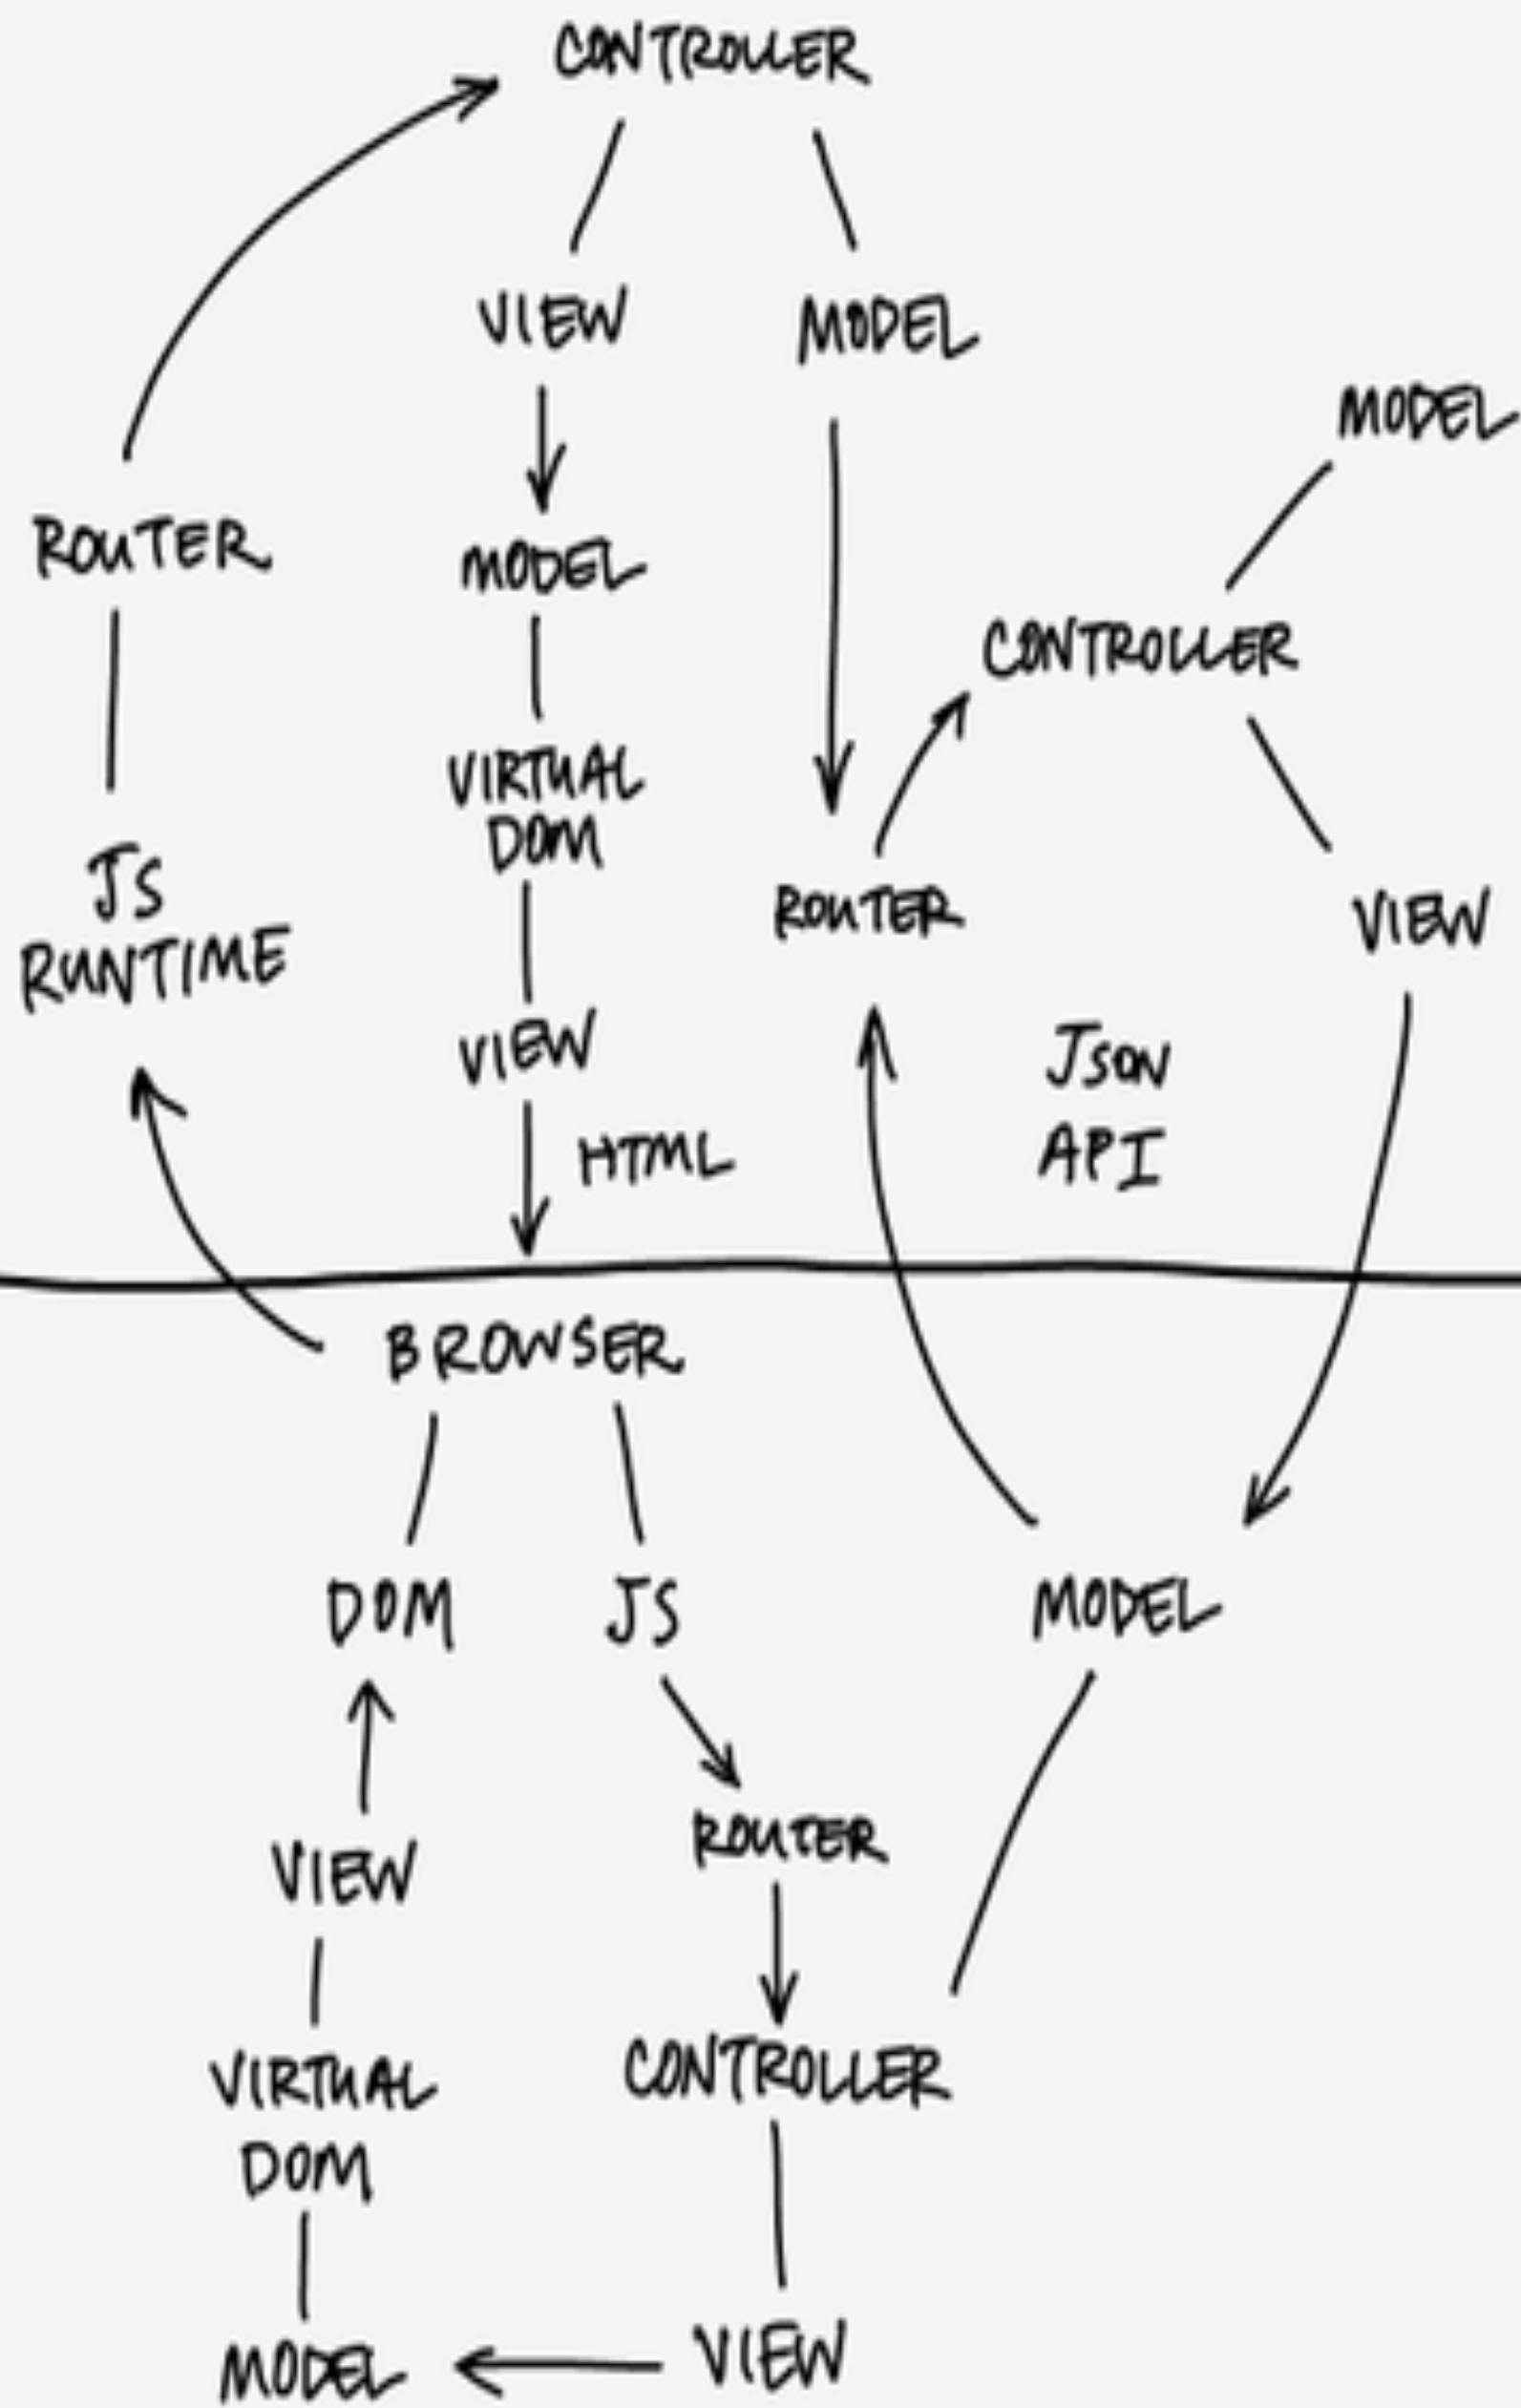 CONTROLLER
VIEW
MODEL
MODEL
ROUTER
MODEL
CONTROLLER
VIRTUAL
DOM
JS
RUNTIME
ROUTER
VIEW
VIEW
JSON
API
HTML
BROWSER
DOM
JS
MODEL
VIEW
ROUTER
VIRTUAL
DOM
CONTROLLER
MODEL
VIEW